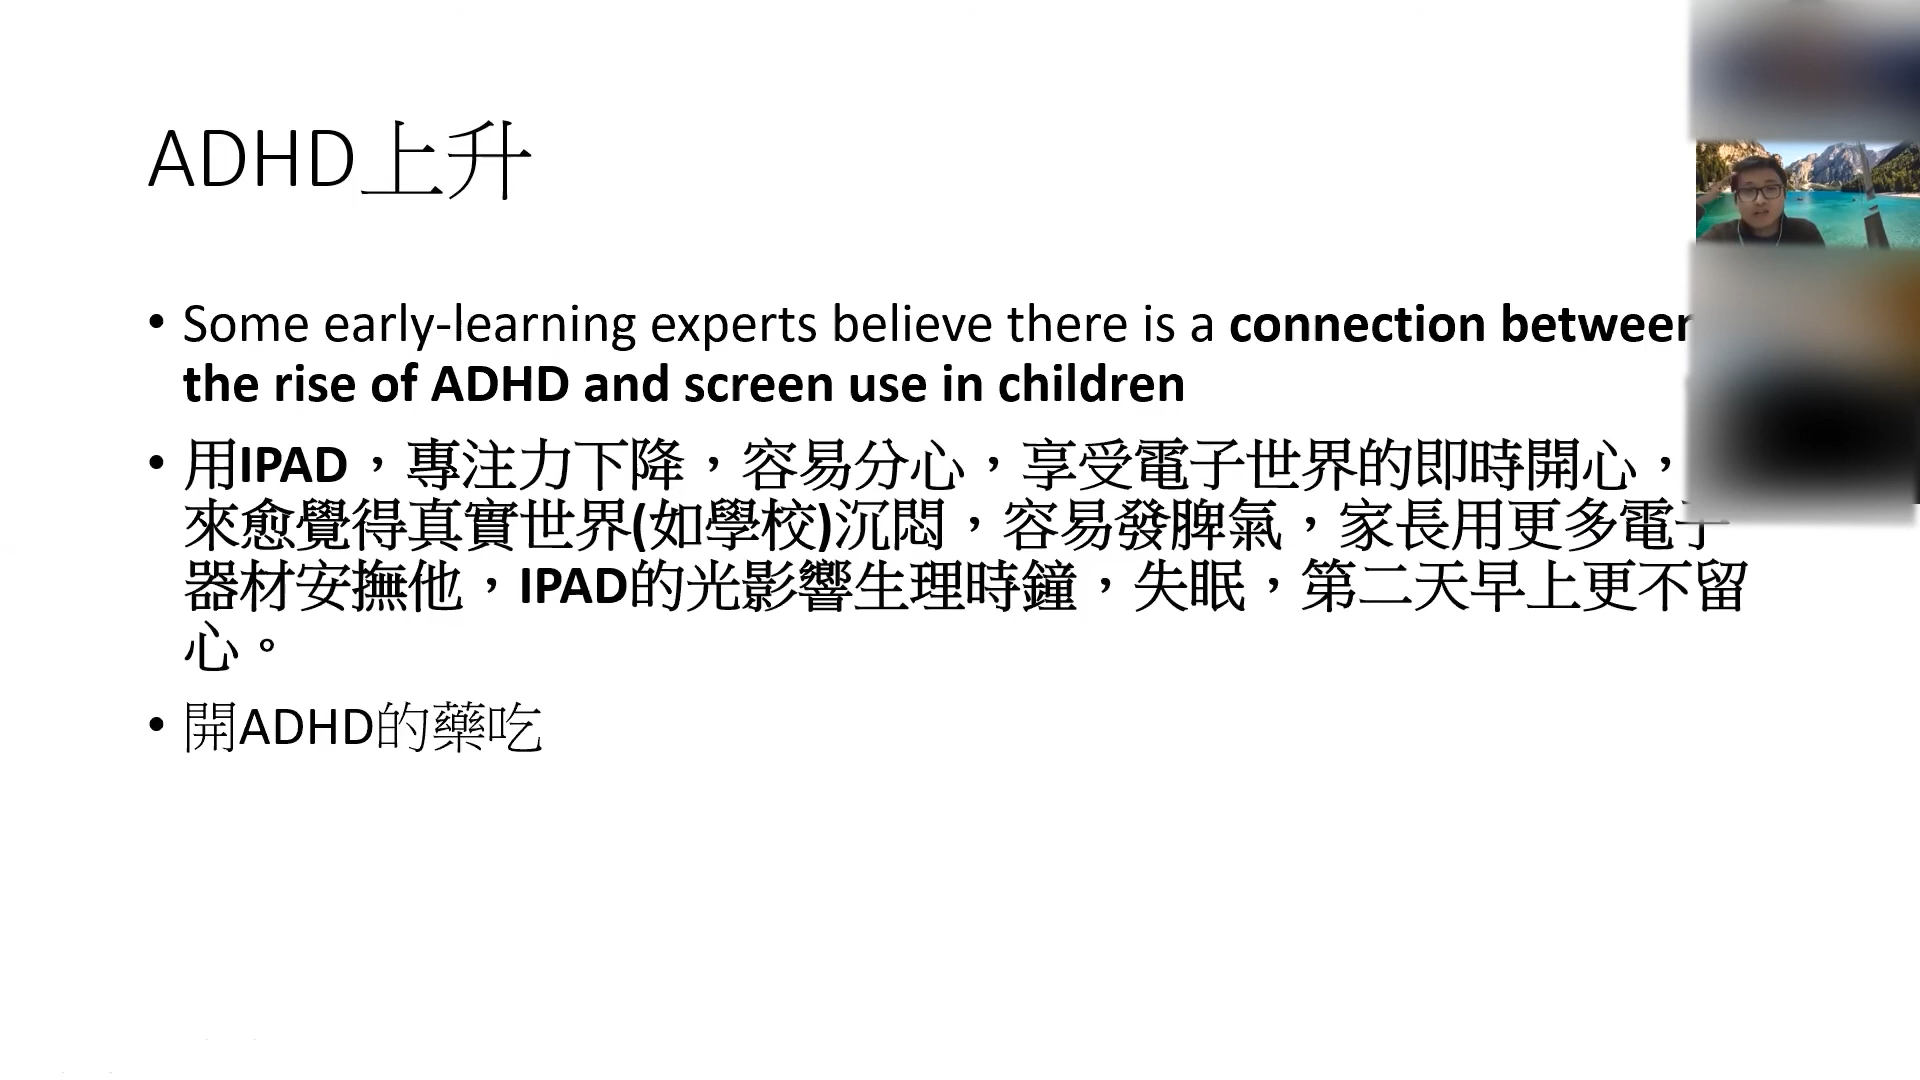 ADHD上升
• Some early-learning experts believe there is a connection between
the rise of ADHD and screen use in children
• 用IPAD，專注力下降，容易分心，享受電子世界的即時開心，
來愈覺得真實世界(如學校)沉悶，容易發脾氣，家長用更多電子
器材安撫他，IPAD的光影響生理時鐘，失眠，第二天早上更不留
心。
• 開ADHD的藥吃